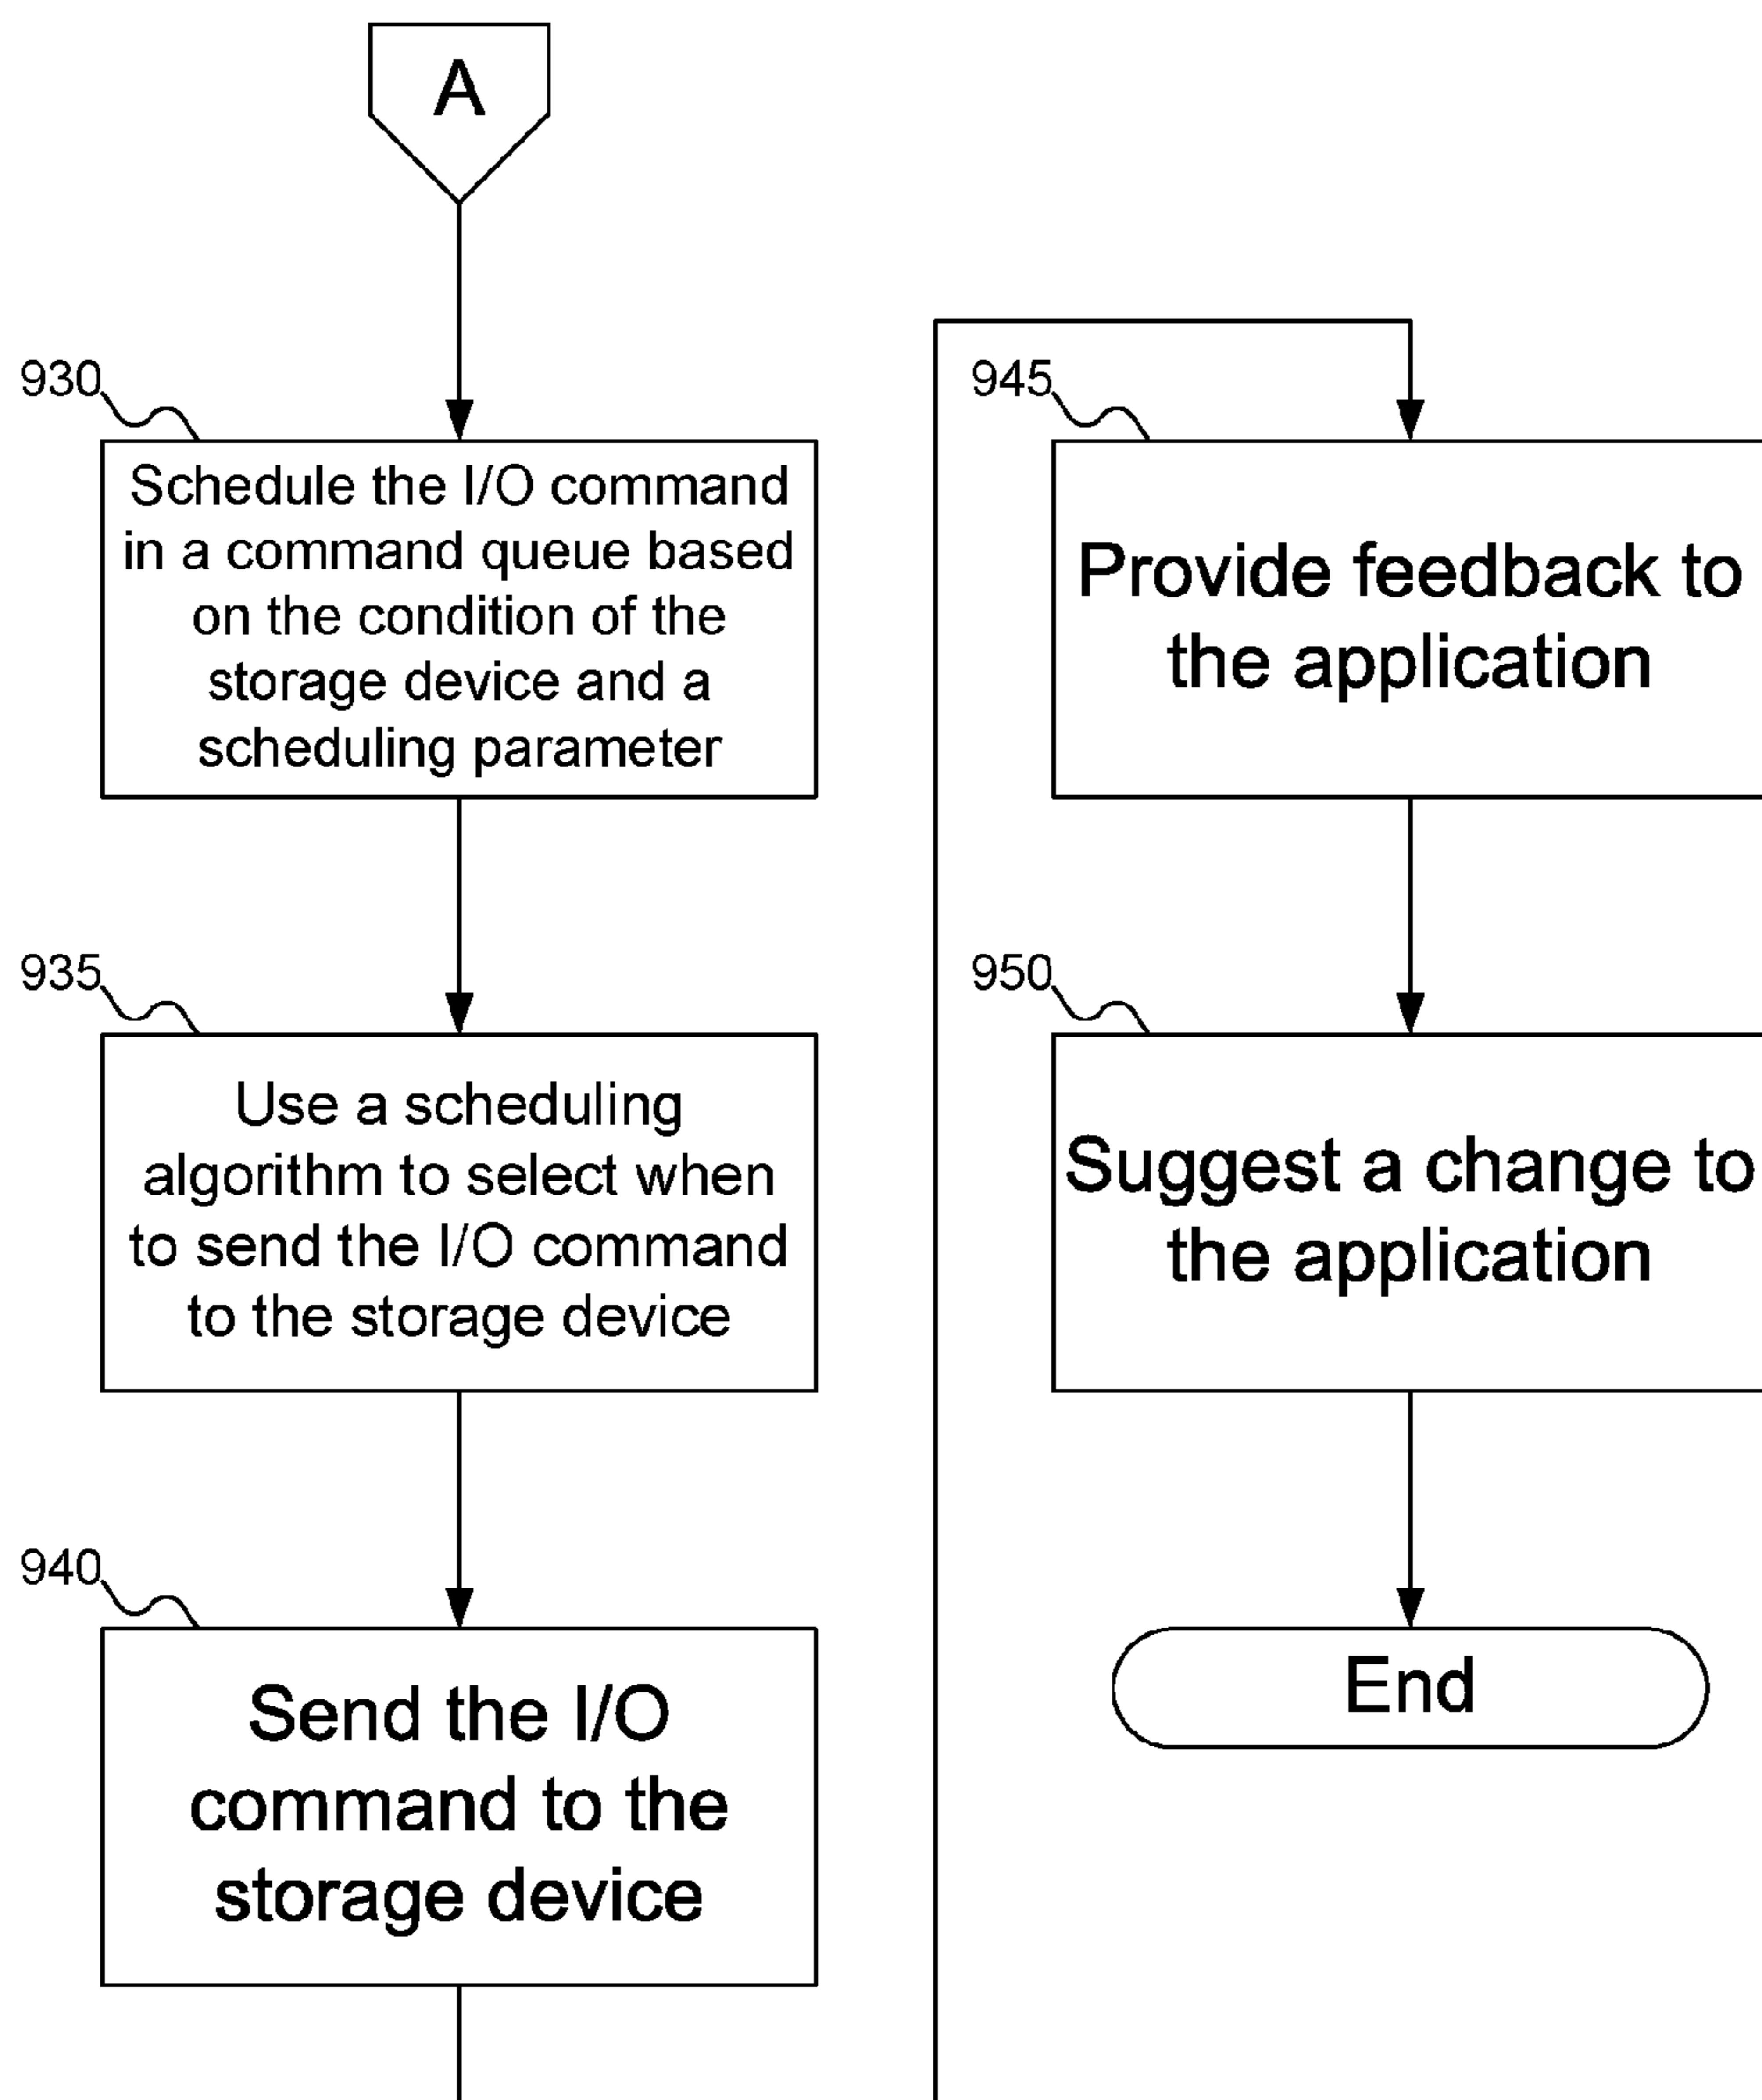 A
930
Schedule the I/O command
in a command queue based
on the condition of the
storage device and a
scheduling parameter
935
Use a scheduling
algorithm to select when
to send the I/O command
to the storage device
940
Send the I/O
command to the
storage device
945
Provide feedback to
the application
950
Suggest a change to
the application
End